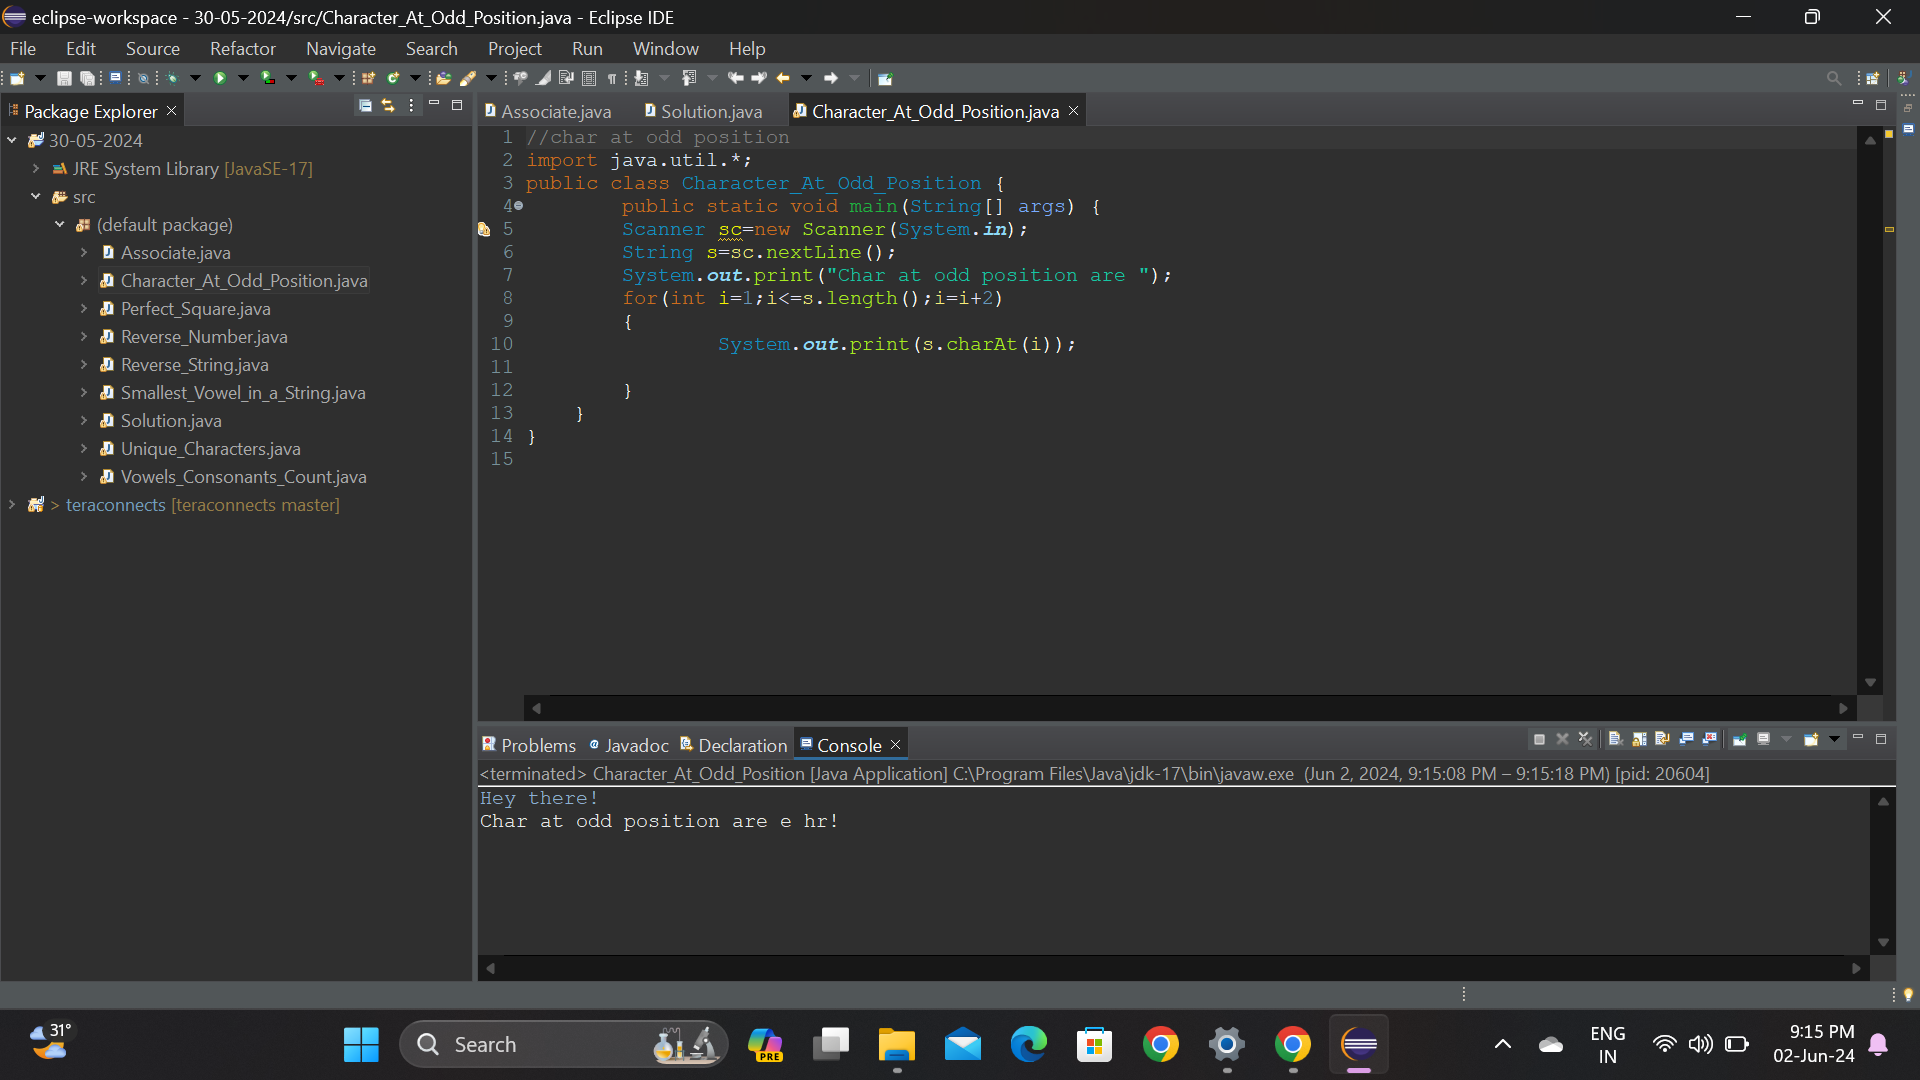 eclipse-workspace - 30-05-2024/src/Character_At_Odd_Position.java - Eclipse IDE
File Edit Source Refactor Navigate Search Project Run Window Help
Package Explorer
30-05-2024
JRE System Library [JavaSE-17]
src
(default package)
Associate.java
Character_At_Odd_Position.java
Perfect_Square.java
Reverse_Number.java
Reverse_String.java
Smallest_Vowel_in_a_String.java
Solution.java
Unique_Characters.java
Vowels_Consonants_Count.java
> teraconnects [teraconnects master]
Associate.java Solution.java Character_At_Odd_Position.java
1 //char at odd position
2 import java.util.*;
3 public class Character_At_Odd_Position {
4 public static void main(String[] args) {
5 Scanner sc=new Scanner(System.in);
6 String s=sc.nextLine();
7 System.out.print("Char at odd position are ");
8 for(int i=1;i<=s.length();i=i+2)
9 {
10 System.out.print(s.charAt(i));
11
12 }
13 }
14 }
15
Problems Javadoc Declaration Console
<terminated> Character_At_Odd_Position [Java Application] C:\Program Files\Java\jdk-17\bin\javaw.exe (Jun 2, 2024, 9:15:08 PM – 9:15:18 PM) [pid: 20604]
Hey there!
Char at odd position are e hr!
31°
Search
PRE
ENG
IN
9:15 PM
02-Jun-24